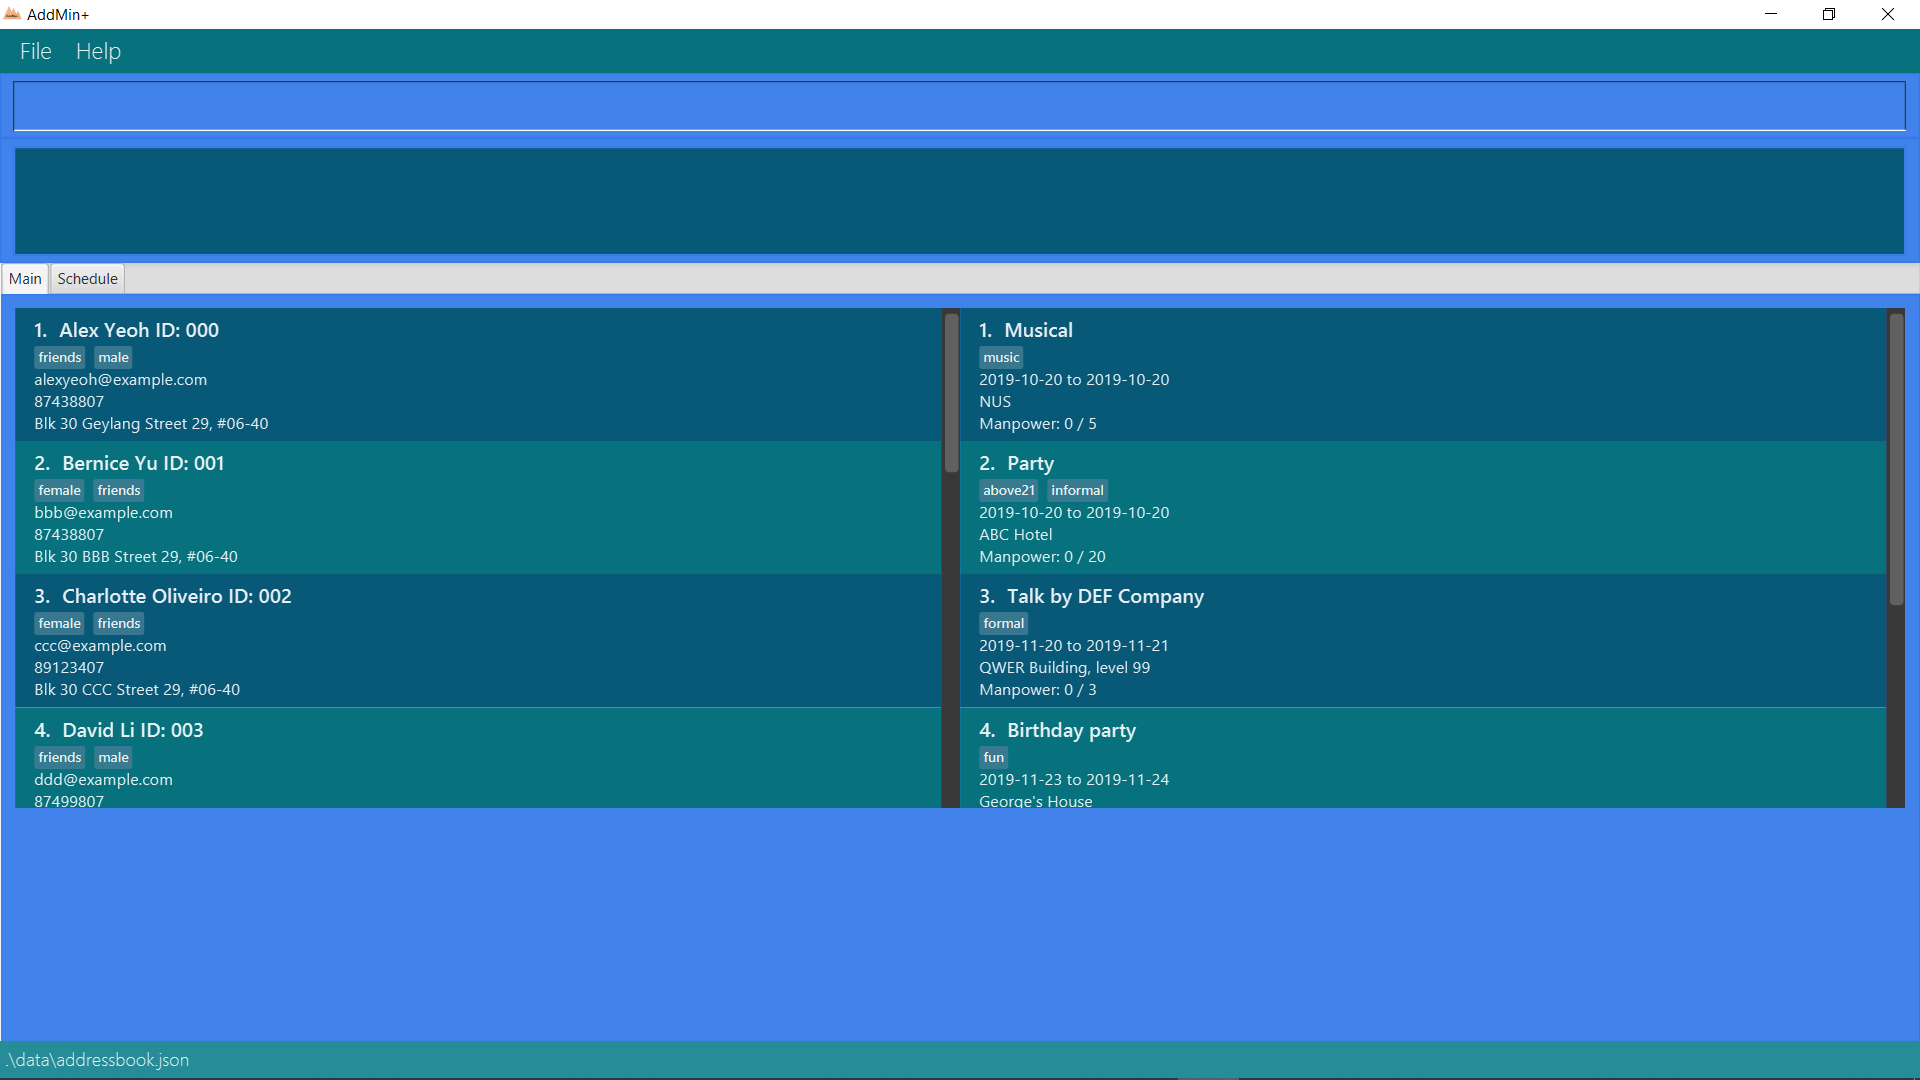 AddMin+
File Help
Main Schedule
1. Alex Yeoh ID: 000
friends male
alexyeoh@example.com
87438807
Blk 30 Geylang Street 29, #06-40
2. Bernice Yu ID: 001
female friends
bbb@example.com
87438807
Blk 30 BBB Street 29, #06-40
3. Charlotte Oliveiro ID: 002
female friends
ccc@example.com
89123407
Blk 30 CCC Street 29, #06-40
4. David Li ID: 003
friends male
ddd@example.com
87499807
1. Musical
music
2019-10-20 to 2019-10-20
NUS
Manpower: 0 / 5
2. Party
above21 informal
2019-10-20 to 2019-10-20
ABC Hotel
Manpower: 0 / 20
3. Talk by DEF Company
formal
2019-11-20 to 2019-11-21
QWER Building, level 99
Manpower: 0 / 3
4. Birthday party
fun
2019-11-23 to 2019-11-24
George's House
.\data\addressbook.json